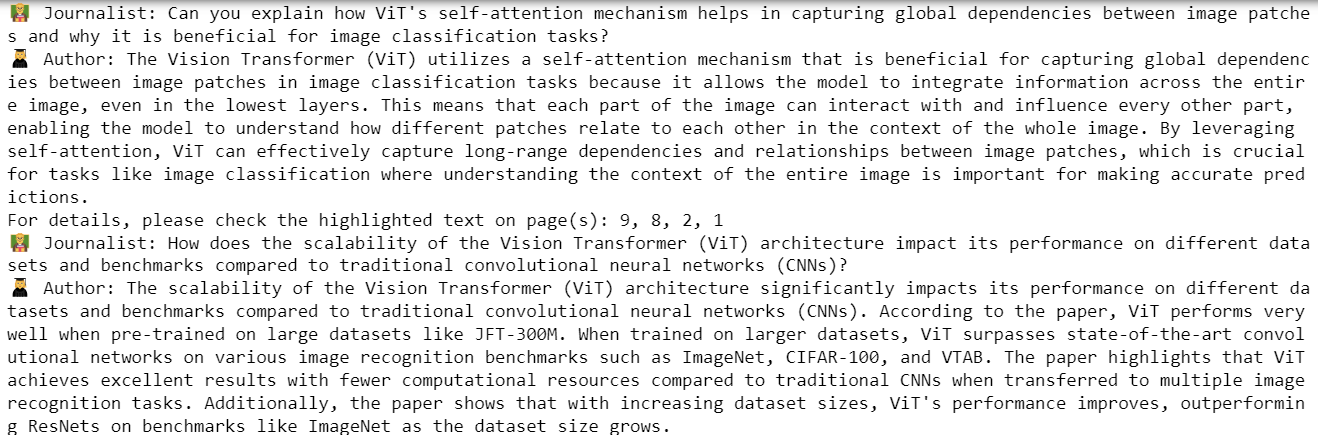 Journalist: Can you explain how ViT's self-attention mechanism helps in capturing global dependencies between image patche
s and why it is beneficial for image classification tasks?
Author: The Vision Transformer (ViT) utilizes a self-attention mechanism that is beneficial for capturing global dependenc
ies between image patches in image classification tasks because it allows the model to integrate information across the entir
e image, even in the lowest layers. This means that each part of the image can interact with and influence every other part,
enabling the model to understand how different patches relate to each other in the context of the whole image. By leveraging
self-attention, ViT can effectively capture long-range dependencies and relationships between image patches, which is crucial
for tasks like image classification where understanding the context of the entire image is important for making accurate pred
ictions.
For details, please check the highlighted text on page(s): 9, 8, 2, 1
Journalist: How does the scalability of the Vision Transformer (ViT) architecture impact its performance on different data
sets and benchmarks compared to traditional convolutional neural networks (CNNs)?
Author: The scalability of the Vision Transformer (ViT) architecture significantly impacts its performance on different da
tasets and benchmarks compared to traditional convolutional neural networks (CNNs). According to the paper, ViT performs very
well when pre-trained on large datasets like JFT-300M. When trained on larger datasets, ViT surpasses state-of-the-art convol
utional networks on various image recognition benchmarks such as ImageNet, CIFAR-100, and VTAB. The paper highlights that ViT
achieves excellent results with fewer computational resources compared to traditional CNNs when transferred to multiple image
recognition tasks. Additionally, the paper shows that with increasing dataset sizes, ViT's performance improves, outperformin
g ResNets on benchmarks like ImageNet as the dataset size grows.